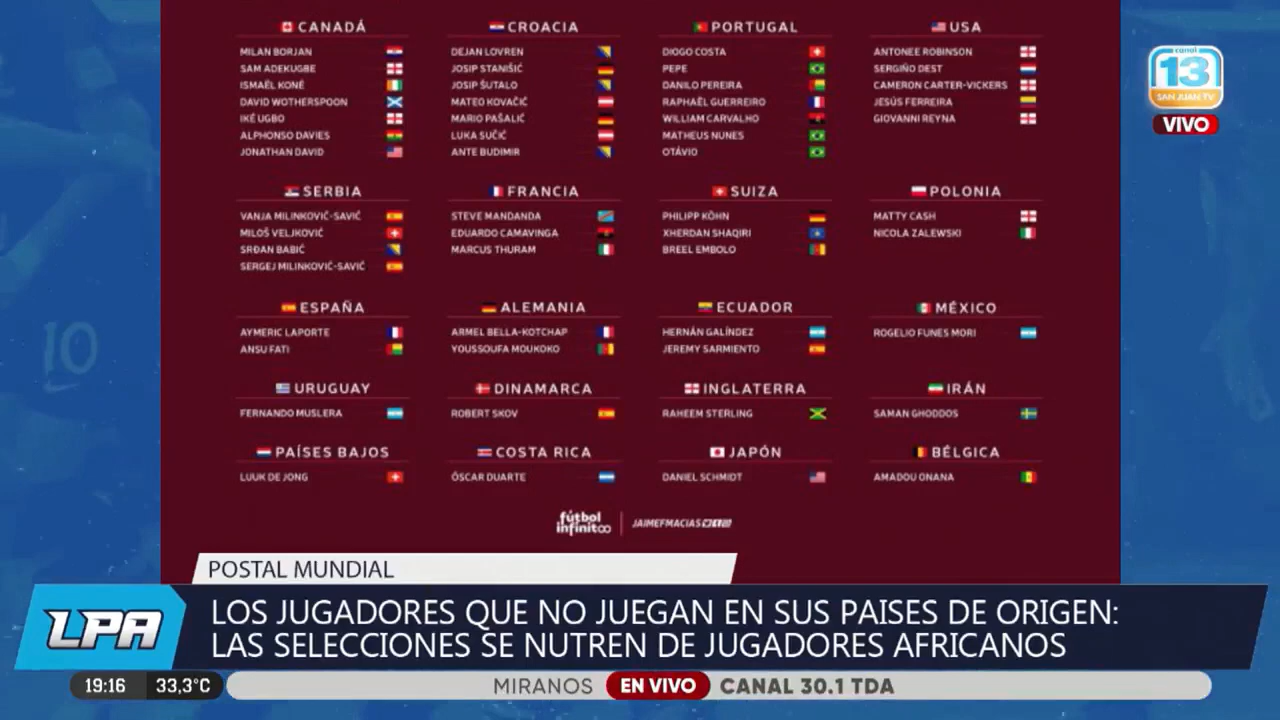 CANADÁ
MILAN BORJAN
SAM ADEKUGBE
ISMAËL KONÉ
DAVID WOTHERSPOON
IKÉ UGBO
ALPHONSO DAVIES
JONATHAN DAVID
CROACIA
DEJAN LOVREN
JOSIP STANIŠIĆ
JOSIP ŠUTALO
MATEO KOVAČIĆ
MARIO PAŠALIĆ
LUKA SUČIĆ
ANTE BUDIMIR
PORTUGAL
DIOGO COSTA
PEPE
DANILO PEREIRA
RAPHAËL GUERREIRO
WILLIAM CARVALHO
MATHEUS NUNES
OTÁVIO
USA
ANTONEE ROBINSON
SERGIÑO DEST
CAMERON CARTER-VICKERS
JESÚS FERREIRA
GIOVANNI REYNA
SERBIA
VANJA MILINKOVIĆ-SAVIĆ
MILOŠ VELJKOVIĆ
SRĐAN BABIĆ
SERGEJ MILINKOVIĆ-SAVIĆ
FRANCIA
STEVE MANDANDA
EDUARDO CAMAVINGA
MARCUS THURAM
SUIZA
PHILIPP KÖHN
XHERDAN SHAQIRI
BREEL EMBOLO
POLONIA
MATTY CASH
NICOLA ZALEWSKI
ESPAÑA
AYMERIC LAPORTE
ANSU FATI
ALEMANIA
ARMEL BELLA-KOTCHAP
YOUSSOUFA MOUKOKO
ECUADOR
HERNÁN GALÍNDEZ
JEREMY SARMIENTO
MÉXICO
ROGELIO FUNES MORI
URUGUAY
FERNANDO MUSLERA
DINAMARCA
ROBERT SKOV
INGLATERRA
RAHEEM STERLING
IRÁN
SAMAN GHODDOS
PAÍSES BAJOS
LUUK DE JONG
COSTA RICA
ÓSCAR DUARTE
JAPÓN
DANIEL SCHMIDT
BÉLGICA
AMADOU ONANA
fútbol
infinito
JAIMEFMACIAS
canal
13
SAN JUAN TV
VIVO
10
POSTAL MUNDIAL
LPA
LOS JUGADORES QUE NO JUEGAN EN SUS PAISES DE ORIGEN:
LAS SELECCIONES SE NUTREN DE JUGADORES AFRICANOS
19:16 33,3°C MIRANOS EN VIVO CANAL 30.1 TDA